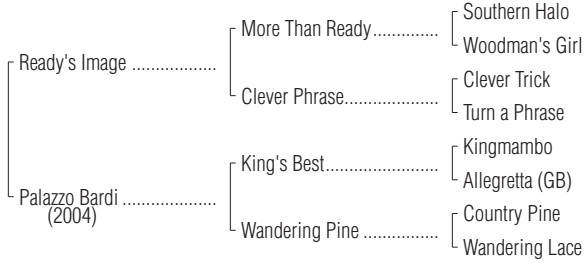 Southern Halo
More Than Ready..............
Woodman's Girl
Ready's Image ..................
Clever Trick
Clever Phrase....................
Turn a Phrase
Kingmambo
King's Best........................
Allegretta (GB)
Palazzo Bardi ....................
(2004)
Country Pine
Wandering Pine ................
Wandering Lace